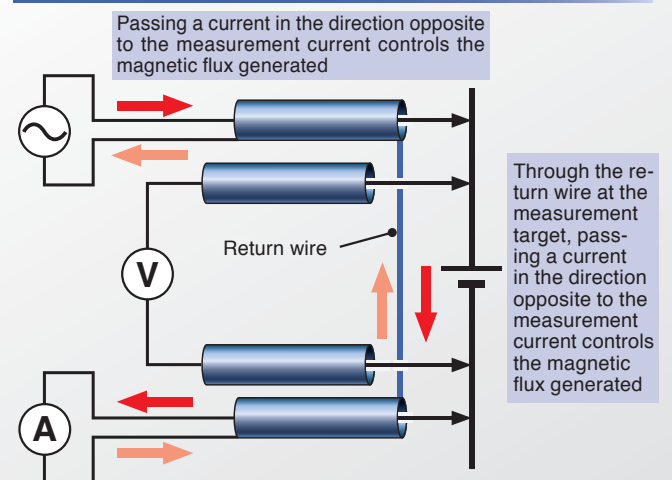 Passing a current in the direction opposite
to the measurement current controls the
magnetic flux generated
V
Return wire
A
Through the re-
turn wire at the
measurement
target, pass-
ing a current
in the direction
opposite to the
measurement
current controls
the magnetic
flux generated